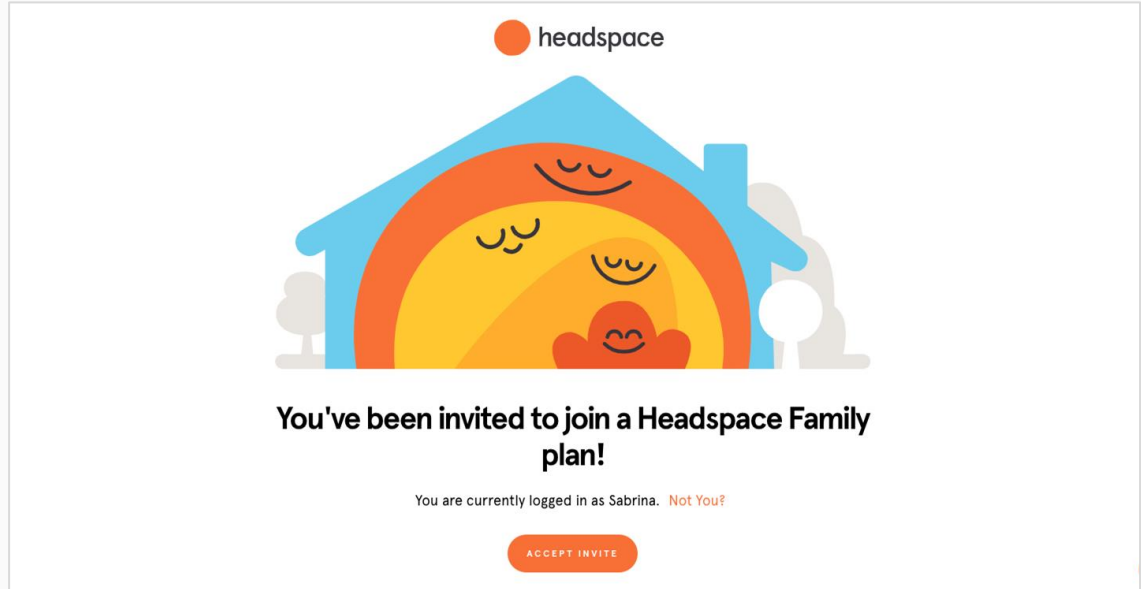 headspace
You've been invited to join a Headspace Family
plan!
You are currently logged in as Sabrina. Not You?
ACCEPT INVITE